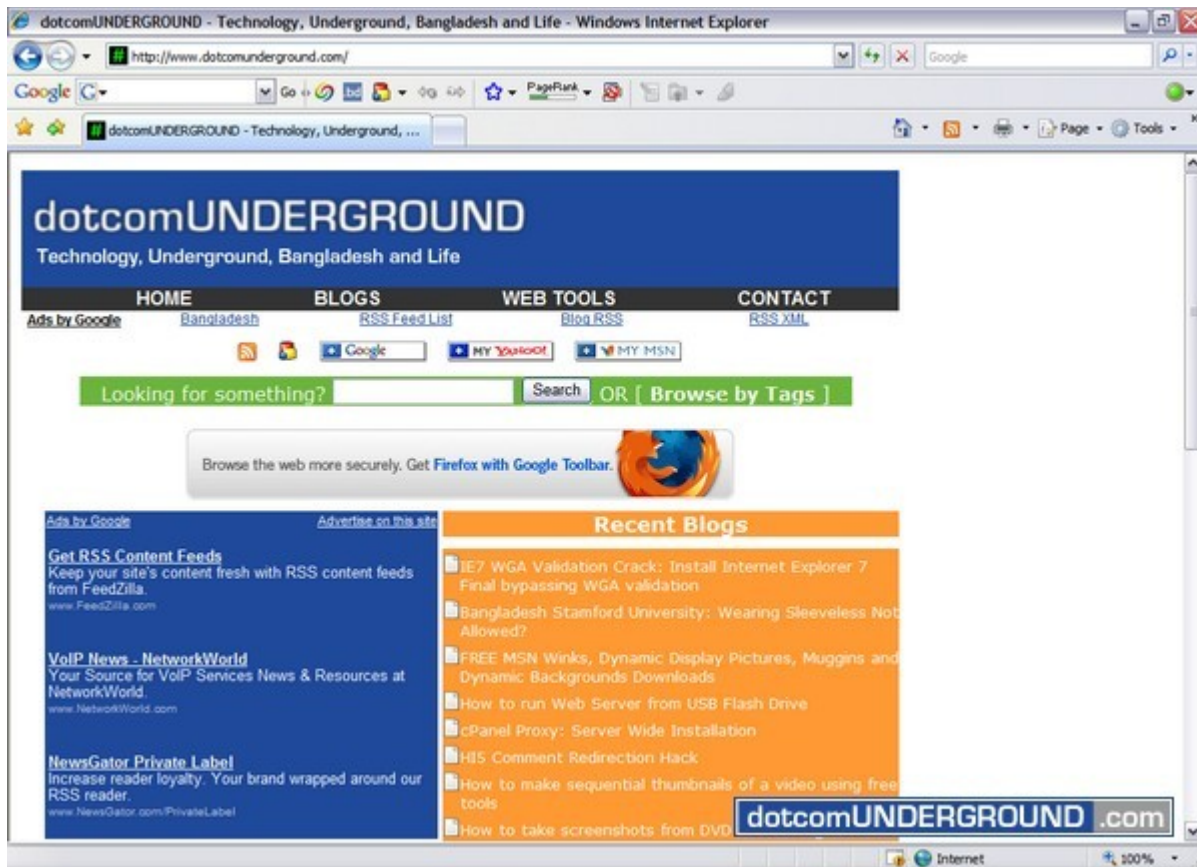 dotcomUNDERGROUND - Technology, Underground, Bangladesh and Life - Windows Internet Explorer
http://www.dotcomunderground.com/
Google
Google
Go
bd
PageRank
dotcomUNDERGROUND - Technology, Underground, ...
Page
Tools
dotcomUNDERGROUND
Technology, Underground, Bangladesh and Life
HOME BLOGS WEB TOOLS CONTACT
Ads by Google Bangladesh RSS Feed List Blog RSS RSS XML
Google MY YAHOO! MY MSN
Looking for something? Search OR [ Browse by Tags ]
Browse the web more securely. Get Firefox with Google Toolbar.
Ads by Google Advertise on this site
Get RSS Content Feeds
Keep your site's content fresh with RSS content feeds
from FeedZilla.
www.FeedZilla.com
VoIP News - NetworkWorld
Your Source for VoIP Services News & Resources at
NetworkWorld.
www.NetworkWorld.com
NewsGator Private Label
Increase reader loyalty. Your brand wrapped around our
RSS reader.
www.NewsGator.com/PrivateLabel
Recent Blogs
IE7 WGA Validation Crack: Install Internet Explorer 7
Final bypassing WGA validation
Bangladesh Stamford University: Wearing Sleeveless Not
Allowed?
FREE MSN Winks, Dynamic Display Pictures, Muggins and
Dynamic Backgrounds Downloads
How to run Web Server from USB Flash Drive
cPanel Proxy: Server Wide Installation
HI5 Comment Redirection Hack
How to make sequential thumbnails of a video using free
tools
How to take screenshots from DVD
dotcomUNDERGROUND .com
Internet
100%